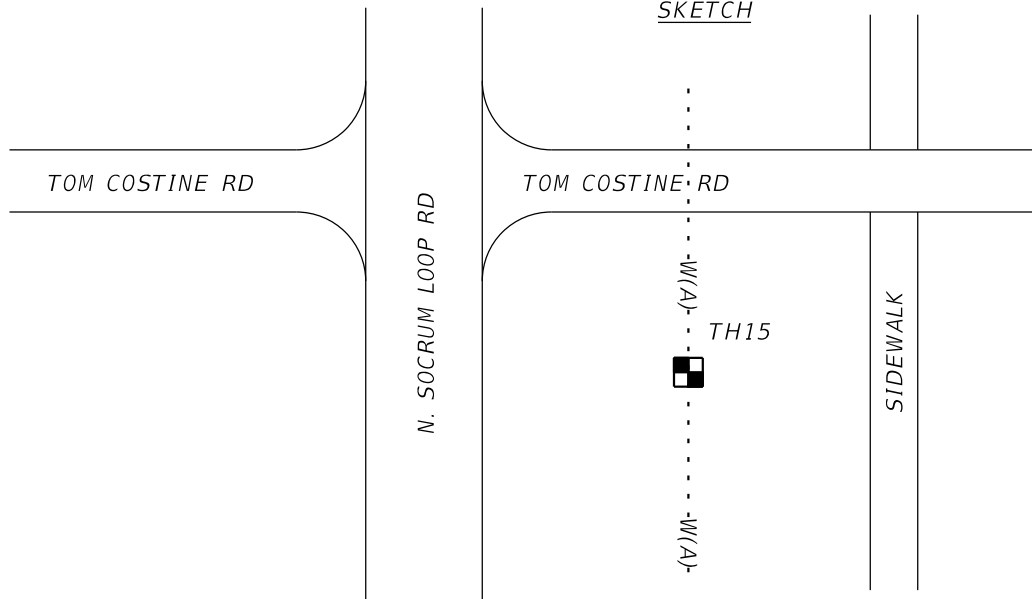 SKETCH
TOM COSTINE RD
TOM COSTINE RD
N. SOCRUM LOOP RD
W(A)
TH15
SIDEWALK
W(A)